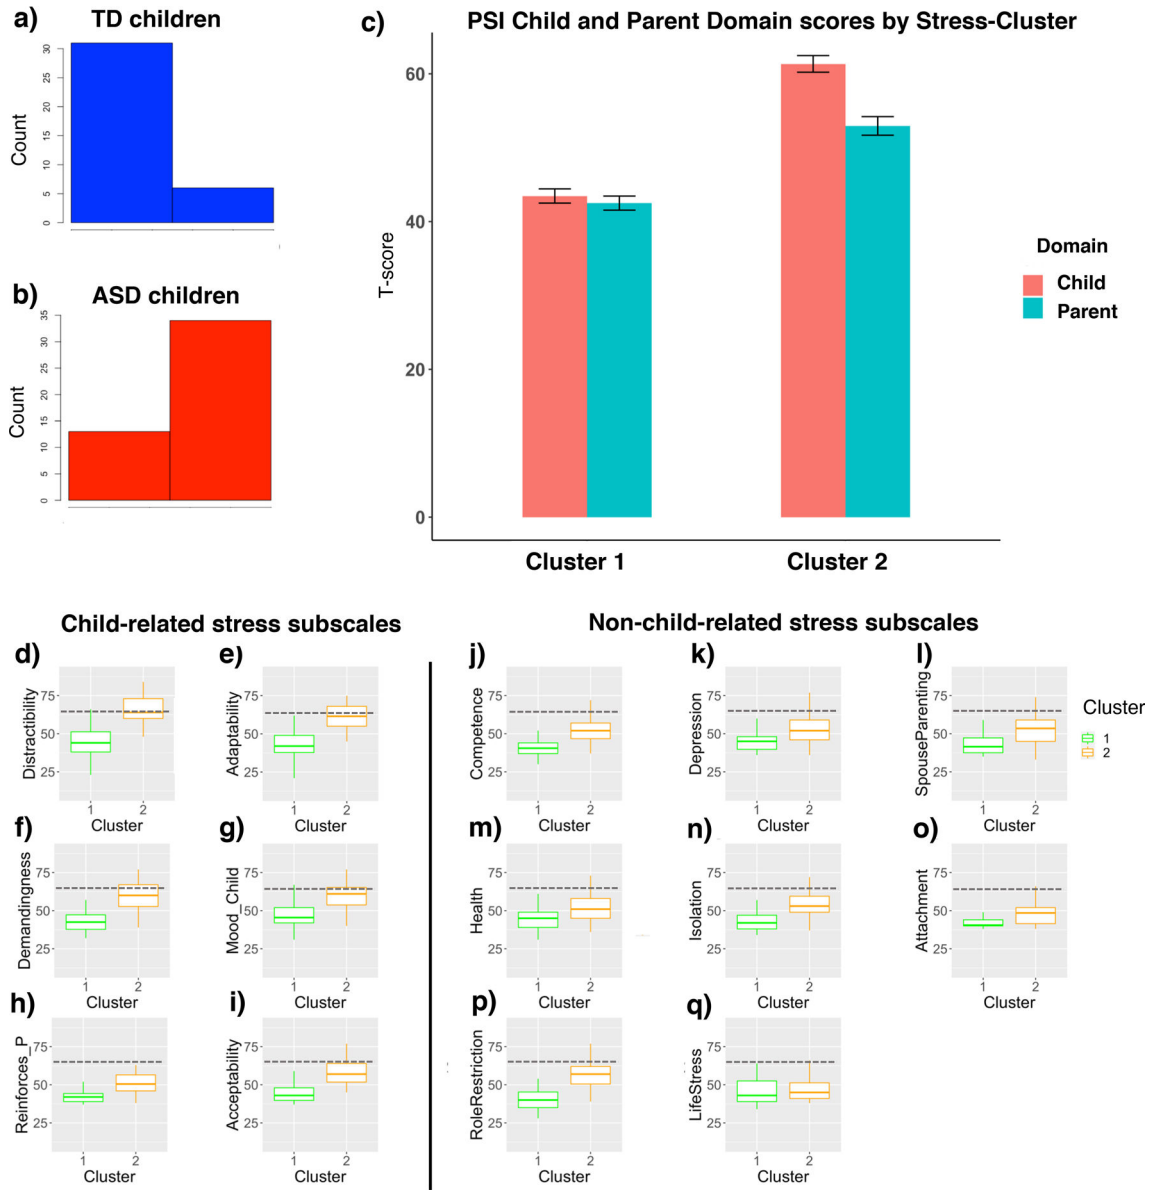 a)
TD children
Count
30
25
20
15
10
5
0
b)
ASD children
Count
35
30
25
20
15
10
5
0
c)
PSI Child and Parent Domain scores by Stress-Cluster
T-score
60
40
20
0
Cluster 1
Cluster 2
Domain
Child
Parent
Child-related stress subscales
d)
Distractibility
75
50
25
1
2
Cluster
e)
Adaptability
75
50
25
1
2
Cluster
f)
Demandingness
75
50
25
1
2
Cluster
g)
Mood_Child
75
50
25
1
2
Cluster
h)
Reinforces_P
75
50
25
1
2
Cluster
i)
Acceptability
75
50
25
1
2
Cluster
Non-child-related stress subscales
j)
Competence
75
50
25
1
2
Cluster
k)
Depression
75
50
25
1
2
Cluster
l)
SpouseParenting
75
50
25
1
2
Cluster
Cluster
1
2
m)
Health
75
50
25
1
2
Cluster
n)
Isolation
75
50
25
1
2
Cluster
o)
Attachment
75
50
25
1
2
Cluster
p)
RoleRestriction
75
50
25
1
2
Cluster
q)
LifeStress
75
50
25
1
2
Cluster